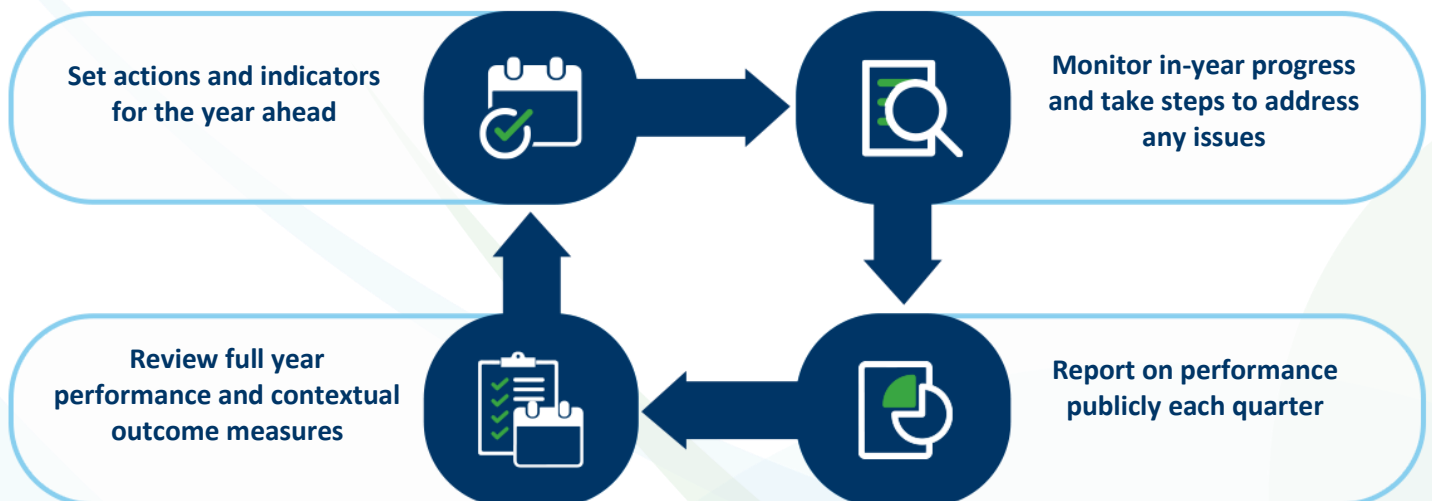 Set actions and indicators
for the year ahead
Monitor in-year progress
and take steps to address
any issues
Review full year
performance and contextual
outcome measures
Report on performance
publicly each quarter